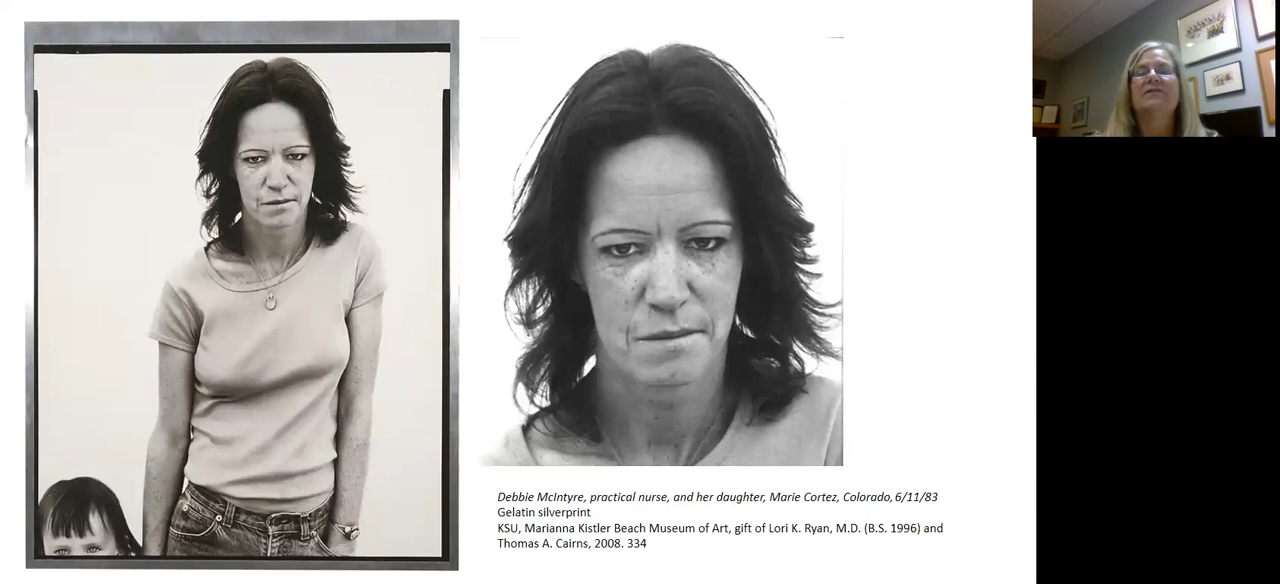 Debbie McIntyre, practical nurse, and her daughter, Marie Cortez, Colorado, 6/11/83
Gelatin silverprint
KSU, Marianna Kistler Beach Museum of Art, gift of Lori K. Ryan, M.D. (B.S. 1996) and
Thomas A. Cairns, 2008. 334